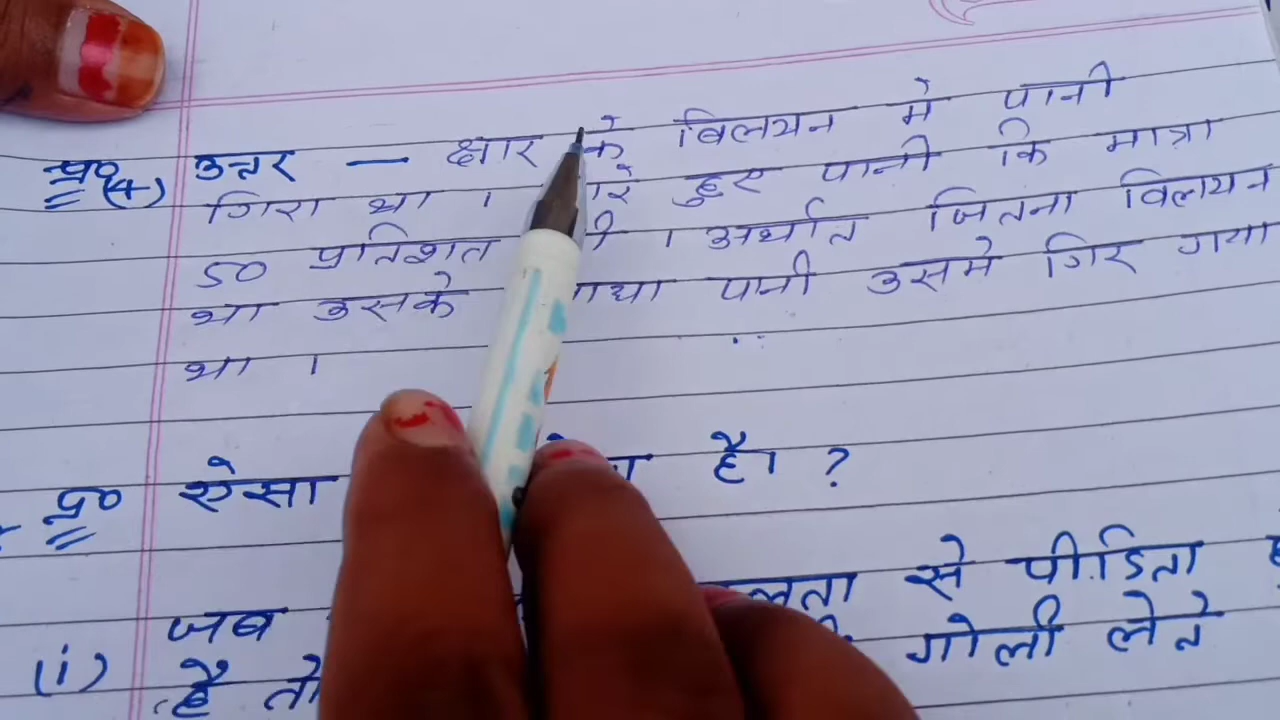 प्र० (4) उत्तर — क्षार के विलयन मे पानी
गिरा था । हुए पानी कि मात्रा
50 प्रतिशत । अर्थात जितना विलयन
था उसके पानी उसमे गिर गया
था ।
प्र० ऐसा है। ?
(i) जब से पीडिता
है तो गोली लेने